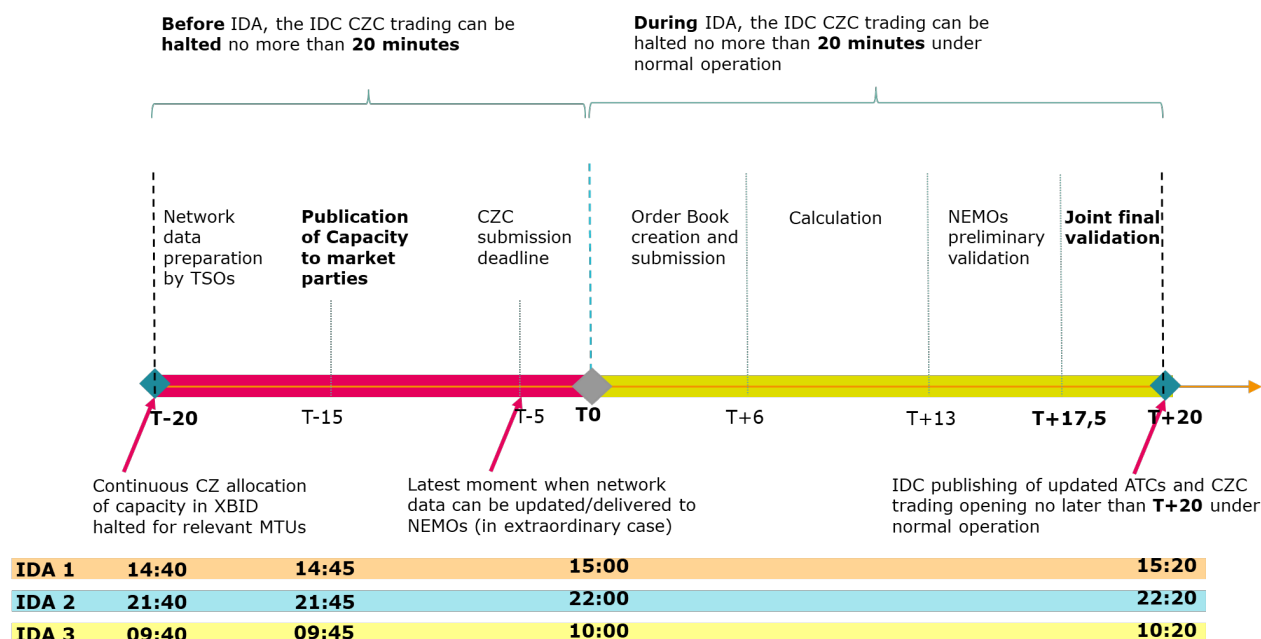 Before IDA, the IDC CZC trading can be
halted no more than 20 minutes
During IDA, the IDC CZC trading can be
halted no more than 20 minutes under
normal operation
Network
data
preparation
by TSOs
Publication
of Capacity
to market
parties
CZC
submission
deadline
Order Book
creation and
submission
Calculation
NEMOs
preliminary
validation
Joint final
validation
T-20
T-15
T-5
T0
T+6
T+13
T+17,5
T+20
Continuous CZ allocation
of capacity in XBID
halted for relevant MTUs
Latest moment when network
data can be updated/delivered to
NEMOs (in extraordinary case)
IDC publishing of updated ATCs and CZC
trading opening no later than T+20 under
normal operation
IDA 1 14:40 14:45 15:00 15:20
IDA 2 21:40 21:45 22:00 22:20
IDA 3 09:40 09:45 10:00 10:20